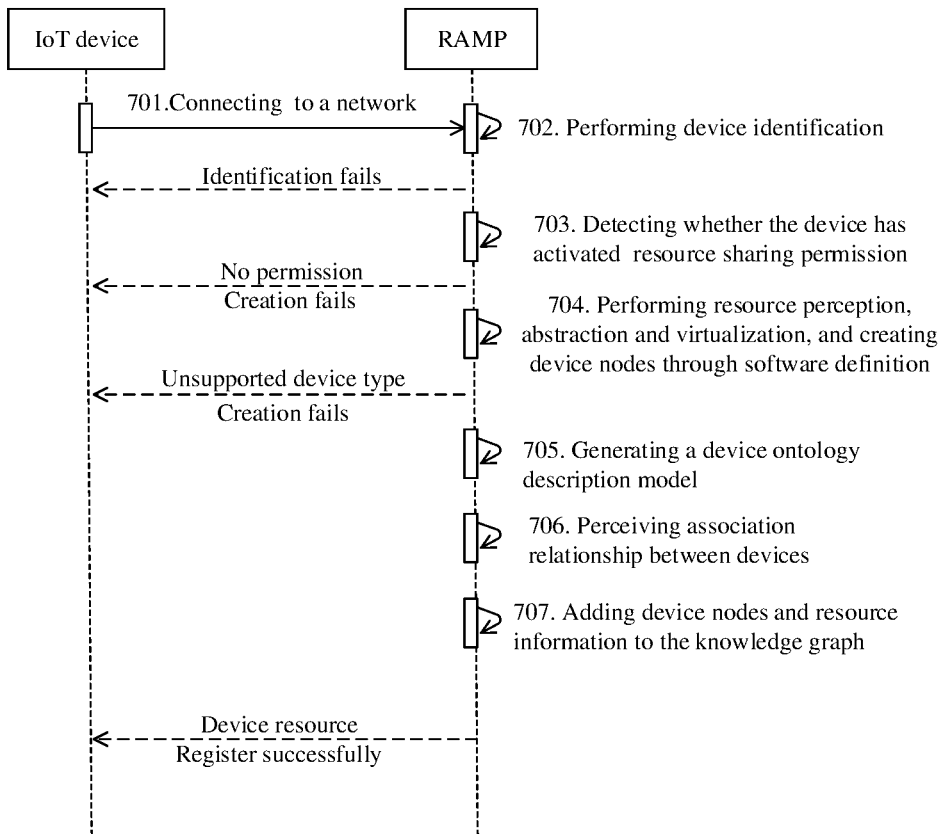 IoT device
RAMP
701.Connecting to a network
702. Performing device identification
Identification fails
703. Detecting whether the device has
activated resource sharing permission
No permission
Creation fails
704. Performing resource perception,
abstraction and virtualization, and creating
device nodes through software definition
Unsupported device type
Creation fails
705. Generating a device ontology
description model
706. Perceiving association
relationship between devices
707. Adding device nodes and resource
information to the knowledge graph
Device resource
Register successfully